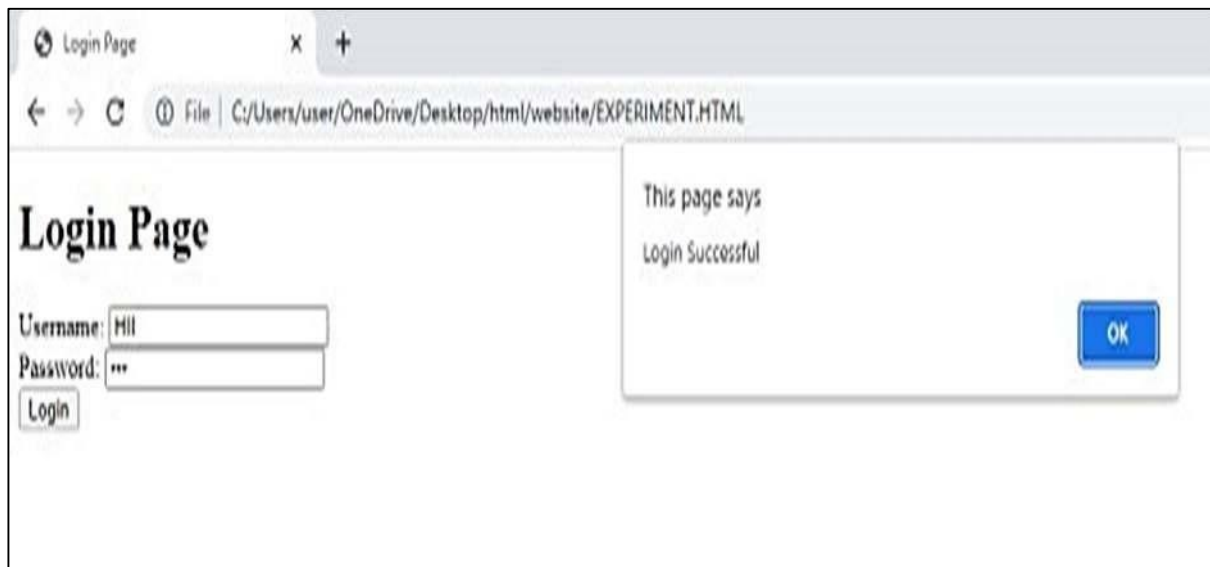 Login Page
File | C:/Users/user/OneDrive/Desktop/html/website/EXPERIMENT.HTML
This page says
Login Successful
OK
Login Page
Username: HII
Password: •••
Login